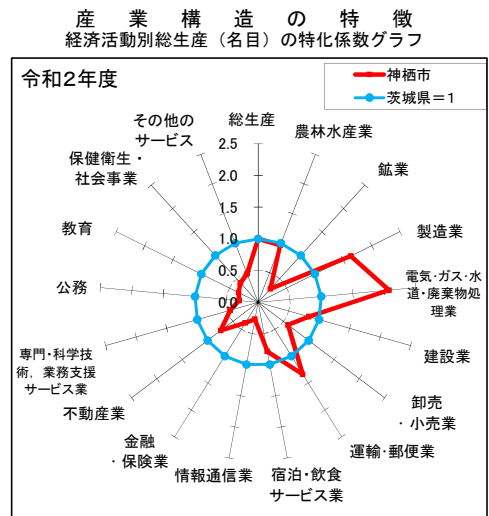 産業構造の特徴
経済活動別総生産（名目）の特化係数グラフ
令和2年度
神栖市
茨城県＝1
総生産
農林水産業
鉱業
製造業
電気・ガス・水
道・廃棄物処
理業
建設業
卸売
・小売業
運輸・郵便業
宿泊・飲食
サービス業
情報通信業
金融
・保険業
不動産業
専門・科学技
術，業務支援
サービス業
公務
教育
保健衛生・
社会事業
その他の
サービス
2.5
2.0
1.5
1.0
0.5
0.0